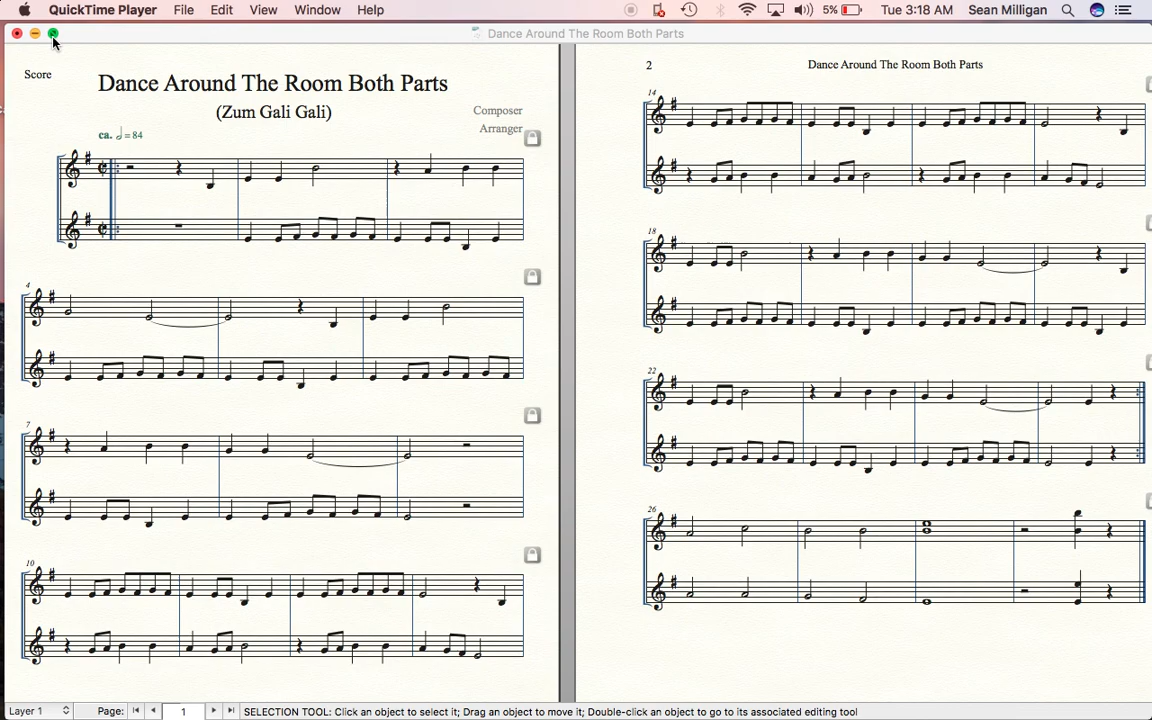 QuickTime Player File Edit View Window Help 5% Tue 3:18 AM Sean Milligan
Dance Around The Room Both Parts
Score
Dance Around The Room Both Parts
(Zum Gali Gali)
Composer
Arranger
ca. 𝅗𝅥 = 84
4
7
10
2 Dance Around The Room Both Parts
14
18
22
26
Layer 1 Page: 1 SELECTION TOOL: Click an object to select it; Drag an object to move it; Double-click an object to go to its associated editing tool